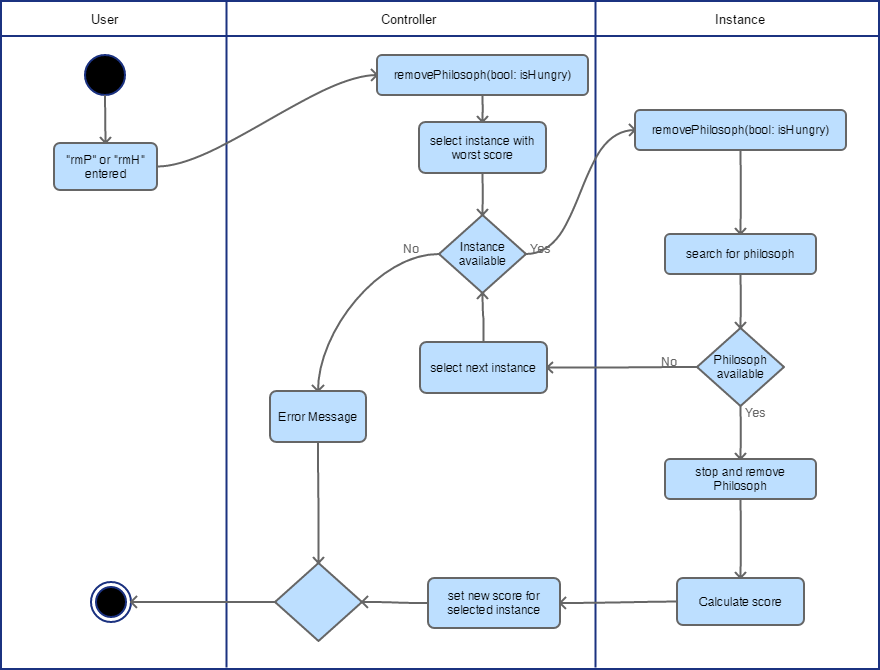 User
Controller
Instance
removePhilosoph(bool: isHungry)
"rmP" or "rmH"
entered
select instance with
worst score
removePhilosoph(bool: isHungry)
No
Instance
available
Yes
search for philosoph
select next instance
No
Philosoph
available
Yes
Error Message
stop and remove
Philosoph
set new score for
selected instance
Calculate score